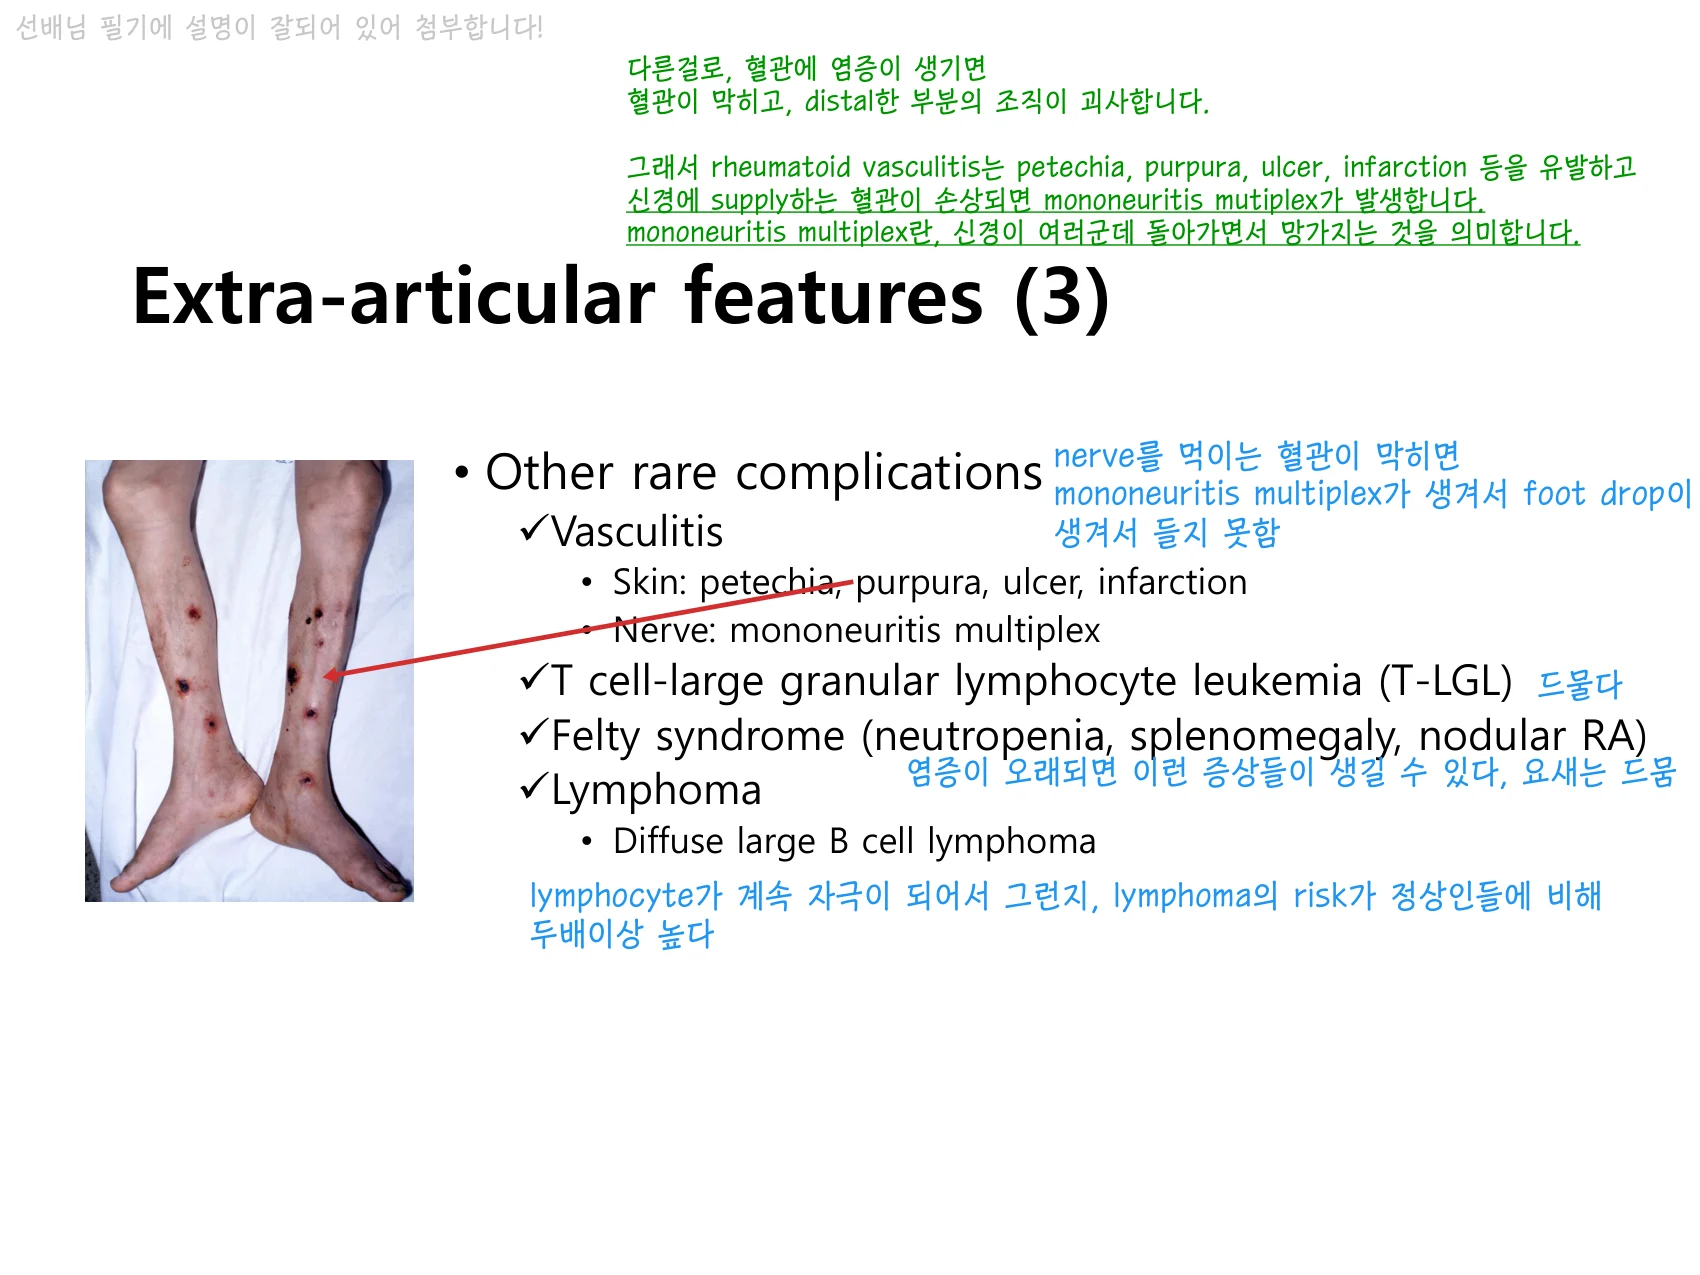 선배님 필기에 설명이 잘되어 있어 첨부합니다!
다른걸로, 혈관에 염증이 생기면
혈관이 막히고, distal한 부분의 조직이 괴사합니다.
그래서 rheumatoid vasculitis는 petechia, purpura, ulcer, infarction 등을 유발하고
신경에 supply하는 혈관이 손상되면 mononeuritis mutiplex가 발생합니다.
mononeuritis multiplex란, 신경이 여러군데 돌아가면서 망가지는 것을 의미합니다.
Extra-articular features (3)
• Other rare complications
nerve를 먹이는 혈관이 막히면
mononeuritis multiplex가 생겨서 foot drop이
생겨서 들지 못함
✓Vasculitis
• Skin: petechia, purpura, ulcer, infarction
• Nerve: mononeuritis multiplex
✓T cell-large granular lymphocyte leukemia (T-LGL) 드물다
✓Felty syndrome (neutropenia, splenomegaly, nodular RA)
염증이 오래되면 이런 증상들이 생길 수 있다, 요새는 드뭄
✓Lymphoma
• Diffuse large B cell lymphoma
lymphocyte가 계속 자극이 되어서 그런지, lymphoma의 risk가 정상인들에 비해
두배이상 높다